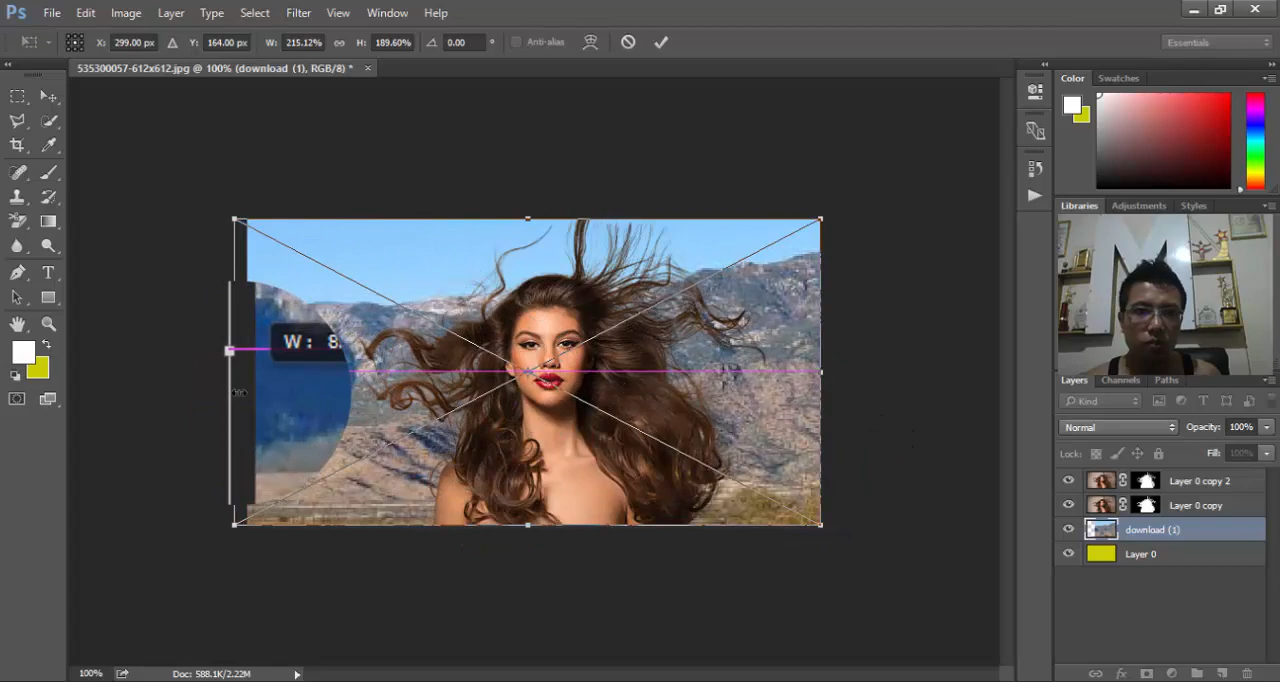 Ps File Edit Image Layer Type Select Filter View Window Help
X: 299.00 px Y: 164.00 px W: 215.12% H: 189.60% 0.00 ° Anti-alias Essentials
535300057-612x612.jpg @ 100% (download (1), RGB/8) * ×
Color Swatches
Libraries Adjustments Styles
W: 8
Layers Channels Paths
Kind
Normal Opacity: 100%
Lock: Fill: 100%
Layer 0 copy 2
Layer 0 copy
download (1)
Layer 0
100% Doc: 588.1K/2.22M